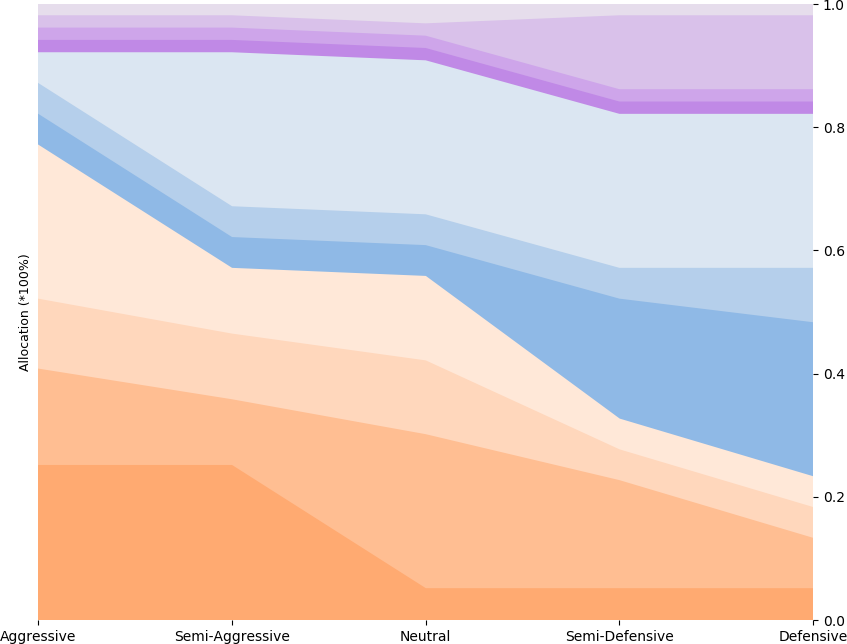 1.0
0.8
0.6
0.4
0.2
0.0
Allocation (*100%)
Aggressive
Semi-Aggressive
Neutral
Semi-Defensive
Defensive